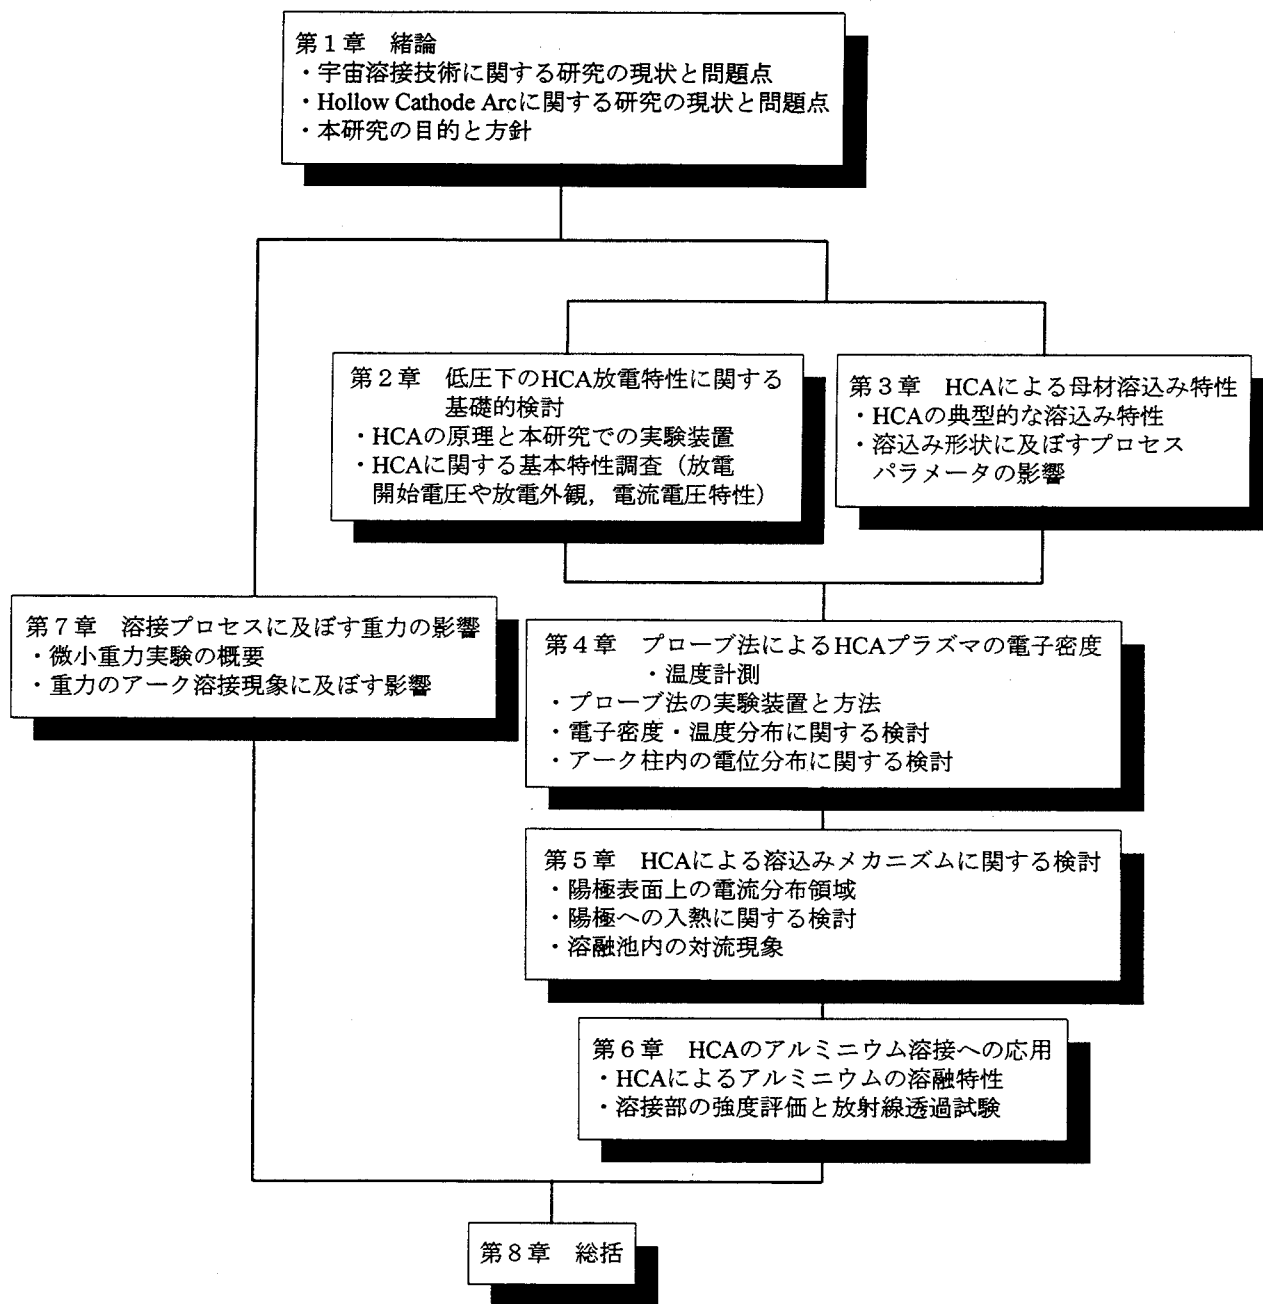 第1章　緒論
・宇宙溶接技術に関する研究の現状と問題点
・Hollow Cathode Arcに関する研究の現状と問題点
・本研究の目的と方針
第2章　低圧下のHCA放電特性に関する
基礎的検討
・HCAの原理と本研究での実験装置
・HCAに関する基本特性調査（放電
開始電圧や放電外観，電流電圧特性）
第3章　HCAによる母材溶込み特性
・HCAの典型的な溶込み特性
・溶込み形状に及ぼすプロセス
パラメータの影響
第7章　溶接プロセスに及ぼす重力の影響
・微小重力実験の概要
・重力のアーク溶接現象に及ぼす影響
第4章　プローブ法によるHCAプラズマの電子密度
・温度計測
・プローブ法の実験装置と方法
・電子密度・温度分布に関する検討
・アーク柱内の電位分布に関する検討
第5章　HCAによる溶込みメカニズムに関する検討
・陽極表面上の電流分布領域
・陽極への入熱に関する検討
・溶融池内の対流現象
第6章　HCAのアルミニウム溶接への応用
・HCAによるアルミニウムの溶融特性
・溶接部の強度評価と放射線透過試験
第8章　総括